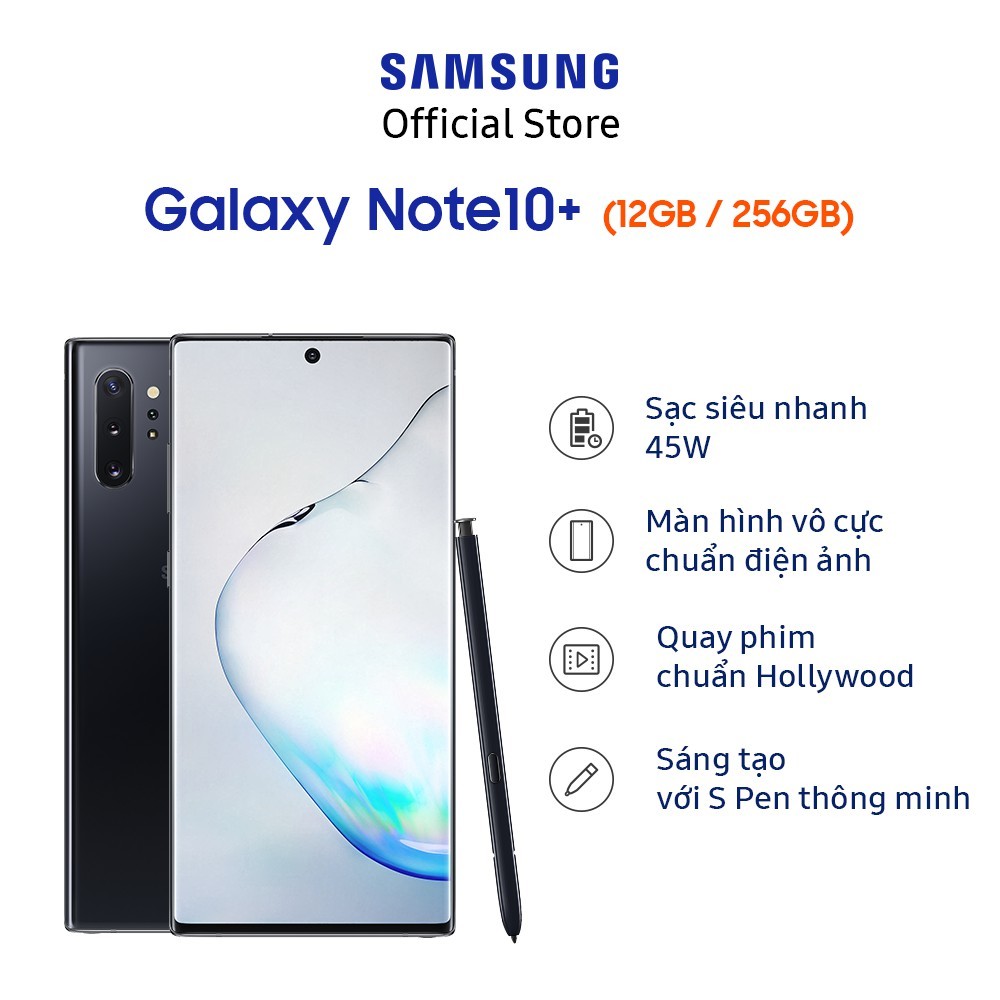 SAMSUNG
Official Store
Galaxy Note10+ (12GB / 256GB)
Sạc siêu nhanh
45W
Màn hình vô cực
chuẩn điện ảnh
Quay phim
chuẩn Hollywood
Sáng tạo
với S Pen thông minh